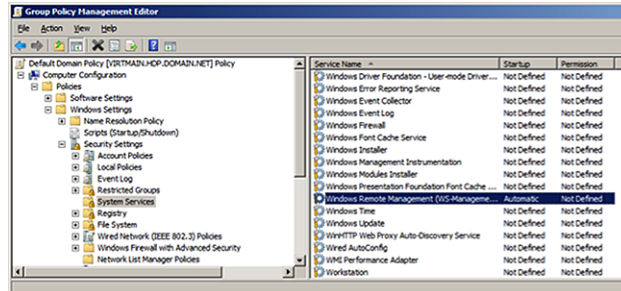 Group Policy Management Editor
File Action View Help
Default Domain Policy [VIRTMAIN.HDP.DOMAIN.NET] Policy
Computer Configuration
Policies
Software Settings
Windows Settings
Name Resolution Policy
Scripts (Startup/Shutdown)
Security Settings
Account Policies
Local Policies
Event Log
Restricted Groups
System Services
Registry
File System
Wired Network (IEEE 802.3) Policies
Windows Firewall with Advanced Security
Network List Manager Policies
Service Name Startup Permission
Windows Driver Foundation - User-mode Driver... Not Defined Not Defined
Windows Error Reporting Service Not Defined Not Defined
Windows Event Collector Not Defined Not Defined
Windows Event Log Not Defined Not Defined
Windows Firewall Not Defined Not Defined
Windows Font Cache Service Not Defined Not Defined
Windows Installer Not Defined Not Defined
Windows Management Instrumentation Not Defined Not Defined
Windows Modules Installer Not Defined Not Defined
Windows Presentation Foundation Font Cache ... Not Defined Not Defined
Windows Remote Management (WS-Manageme... Automatic Not Defined
Windows Time Not Defined Not Defined
Windows Update Not Defined Not Defined
WinHTTP Web Proxy Auto-Discovery Service Not Defined Not Defined
Wired AutoConfig Not Defined Not Defined
WMI Performance Adapter Not Defined Not Defined
Workstation Not Defined Not Defined